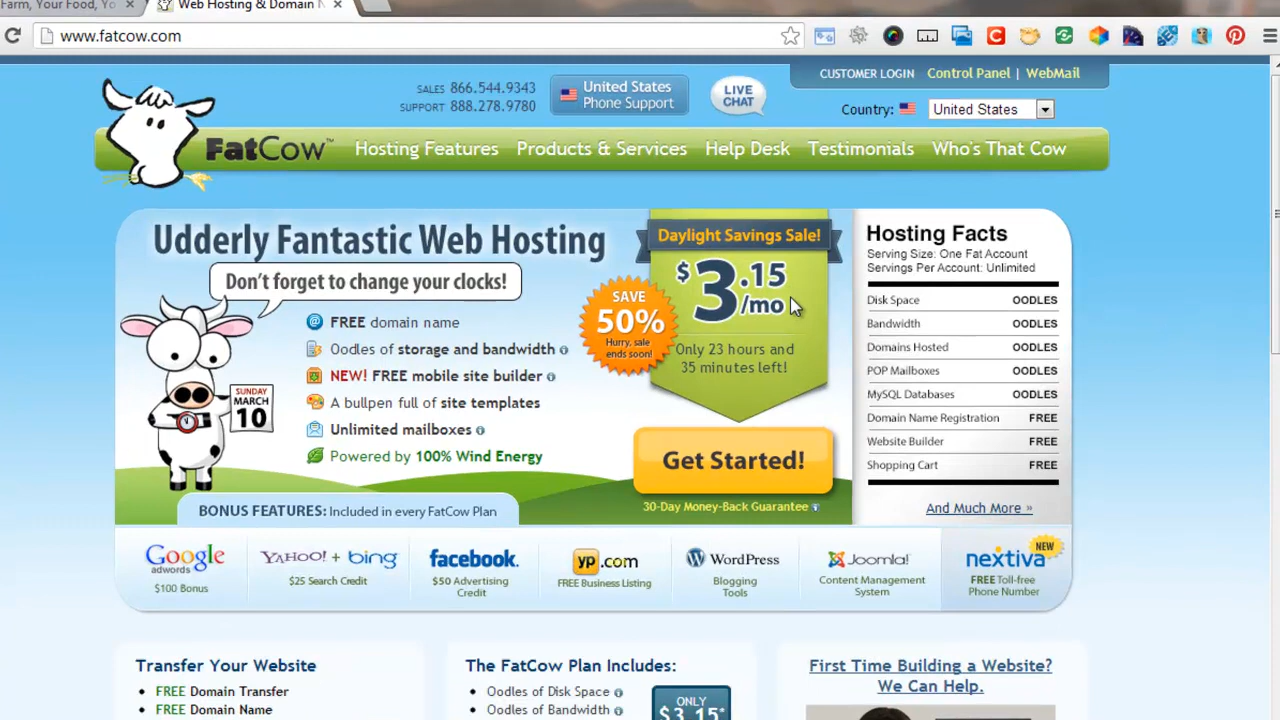 Farm, Your Food, Yo
Web Hosting & Domain N
www.fatcow.com
CUSTOMER LOGIN Control Panel | WebMail
SALES 866.544.9343
SUPPORT 888.278.9780
United States
Phone Support
LIVE
CHAT
Country: United States
FatCow™
Hosting Features Products & Services Help Desk Testimonials Who's That Cow
Udderly Fantastic Web Hosting
Don't forget to change your clocks!
SUNDAY
MARCH
10
FREE domain name
Oodles of storage and bandwidth
NEW! FREE mobile site builder
A bullpen full of site templates
Unlimited mailboxes
Powered by 100% Wind Energy
SAVE
50%
Hurry, sale
ends soon!
Daylight Savings Sale!
$3.15
/mo
Only 23 hours and
35 minutes left!
Get Started!
30-Day Money-Back Guarantee
Hosting Facts
Serving Size: One Fat Account
Servings Per Account: Unlimited
Disk Space OODLES
Bandwidth OODLES
Domains Hosted OODLES
POP Mailboxes OODLES
MySQL Databases OODLES
Domain Name Registration FREE
Website Builder FREE
Shopping Cart FREE
And Much More »
BONUS FEATURES: Included in every FatCow Plan
Google
adwords
$100 Bonus
YAHOO! + bing
$25 Search Credit
facebook.
$50 Advertising
Credit
yp.com
FREE Business Listing
WordPress
Blogging
Tools
Joomla!
Content Management
System
NEW
nextiva
FREE Toll-free
Phone Number
Transfer Your Website
• FREE Domain Transfer
• FREE Domain Name
The FatCow Plan Includes:
• Oodles of Disk Space
• Oodles of Bandwidth
ONLY
$3.15*
First Time Building a Website?
We Can Help.